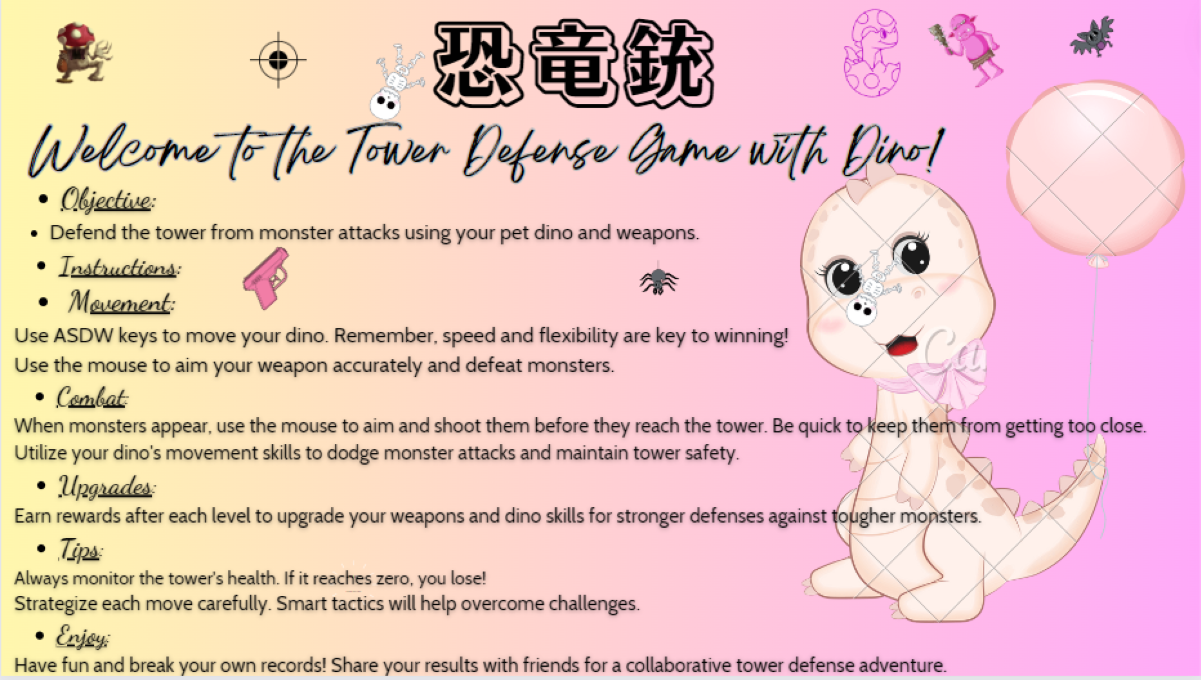 恐竜銃
Welcome to the Tower Defense Game with Dino!
• Objective:
• Defend the tower from monster attacks using your pet dino and weapons.
• Instructions:
• Movement:
Use ASDW keys to move your dino. Remember, speed and flexibility are key to winning!
Use the mouse to aim your weapon accurately and defeat monsters.
• Combat:
When monsters appear, use the mouse to aim and shoot them before they reach the tower. Be quick to keep them from getting too close.
Utilize your dino's movement skills to dodge monster attacks and maintain tower safety.
• Upgrades:
Earn rewards after each level to upgrade your weapons and dino skills for stronger defenses against tougher monsters.
• Tips:
Always monitor the tower's health. If it reaches zero, you lose!
Strategize each move carefully. Smart tactics will help overcome challenges.
• Enjoy:
Have fun and break your own records! Share your results with friends for a collaborative tower defense adventure.